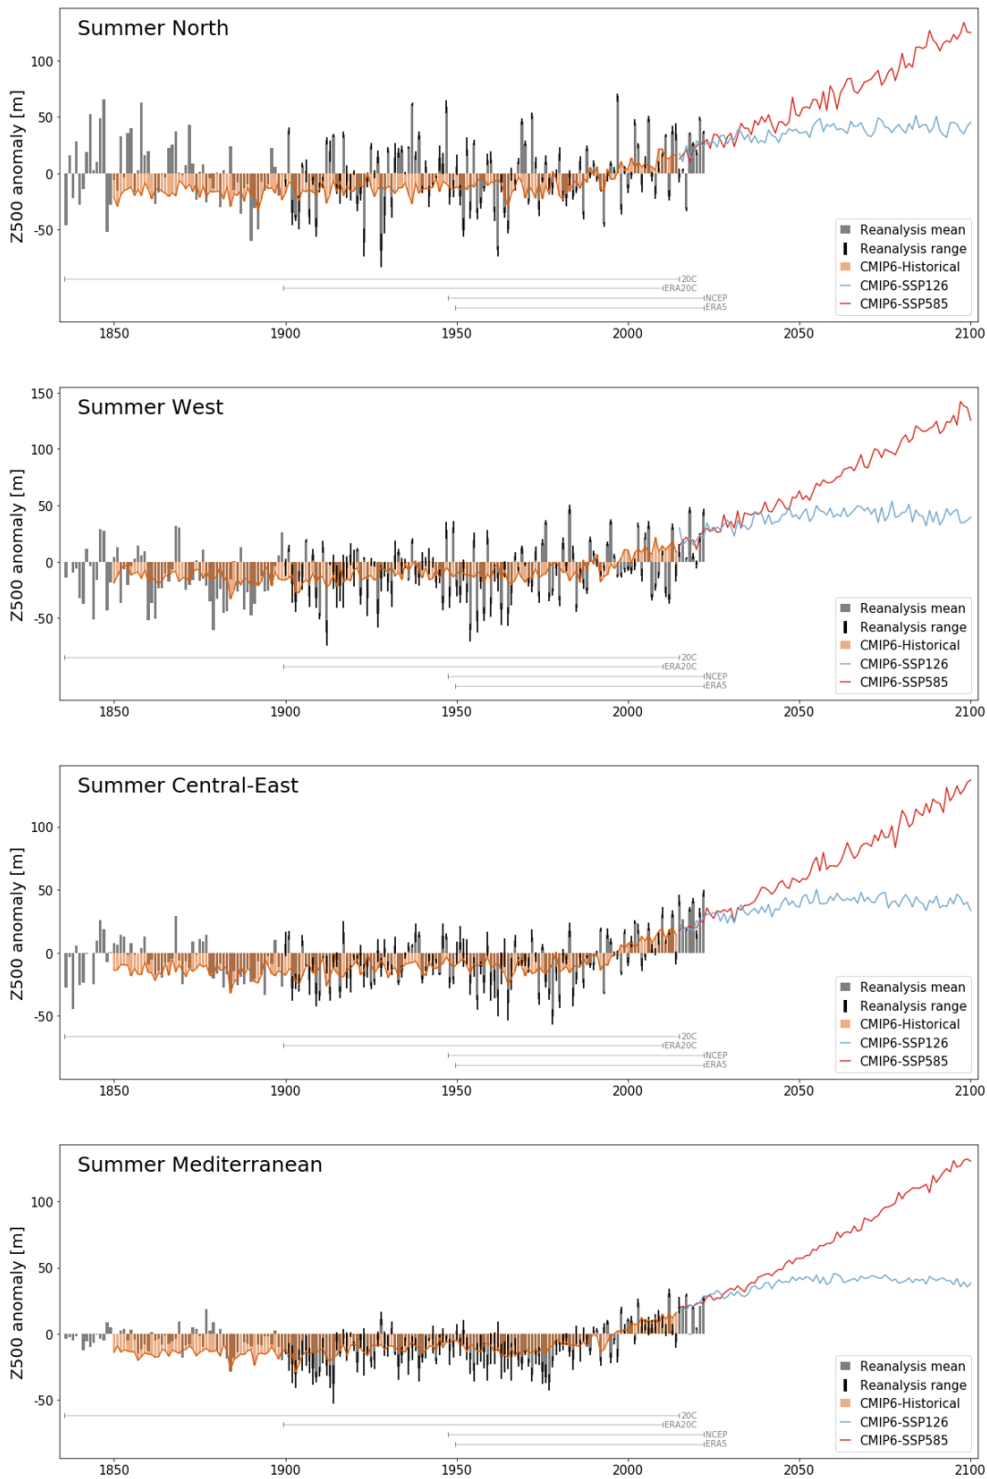 Summer North
Z500 anomaly [m]
100
50
0
-50
Reanalysis mean
Reanalysis range
CMIP6-Historical
CMIP6-SSP126
CMIP6-SSP585
20C
ERA20C
NCEP
ERA5
1850 1900 1950 2000 2050 2100
Summer West
Z500 anomaly [m]
150
100
50
0
-50
Reanalysis mean
Reanalysis range
CMIP6-Historical
CMIP6-SSP126
CMIP6-SSP585
20C
ERA20C
NCEP
ERA5
1850 1900 1950 2000 2050 2100
Summer Central-East
Z500 anomaly [m]
100
50
0
-50
Reanalysis mean
Reanalysis range
CMIP6-Historical
CMIP6-SSP126
CMIP6-SSP585
20C
ERA20C
NCEP
ERA5
1850 1900 1950 2000 2050 2100
Summer Mediterranean
Z500 anomaly [m]
100
50
0
-50
Reanalysis mean
Reanalysis range
CMIP6-Historical
CMIP6-SSP126
CMIP6-SSP585
20C
ERA20C
NCEP
ERA5
1850 1900 1950 2000 2050 2100